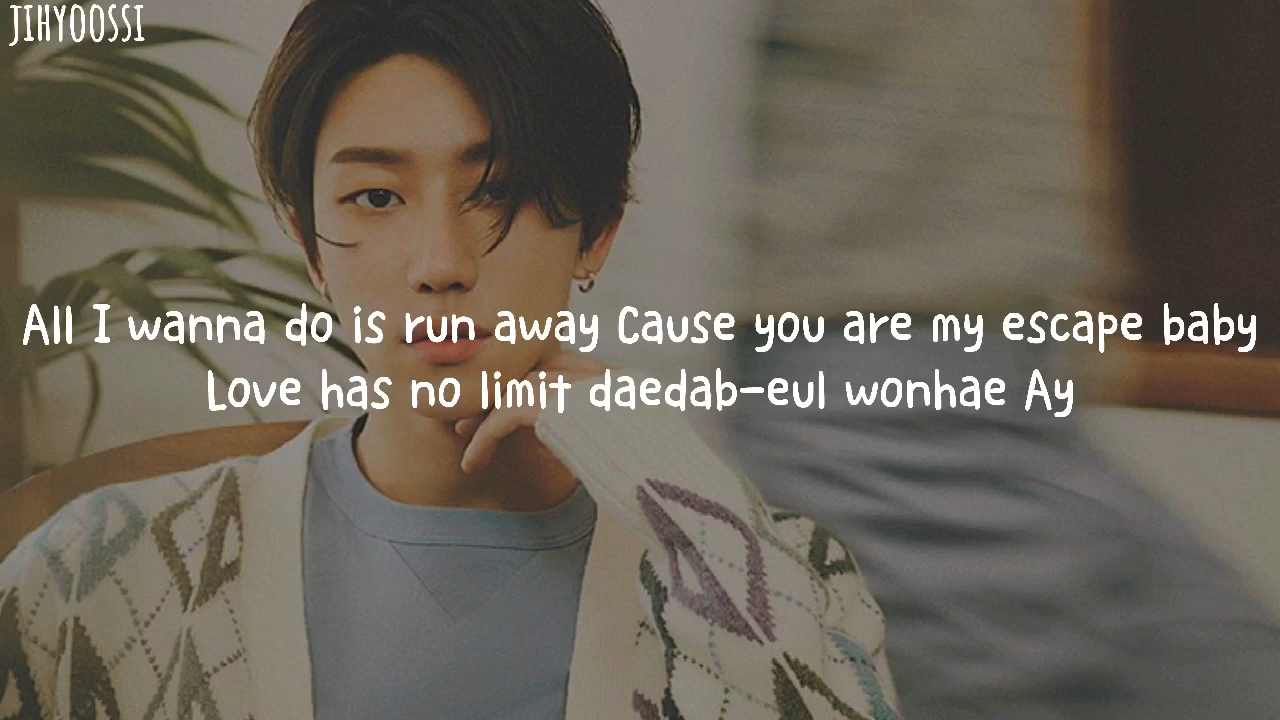 JIHYOOSSI
All I wanna do is run away Cause you are my escape baby
Love has no limit daedab-eul wonhae Ay